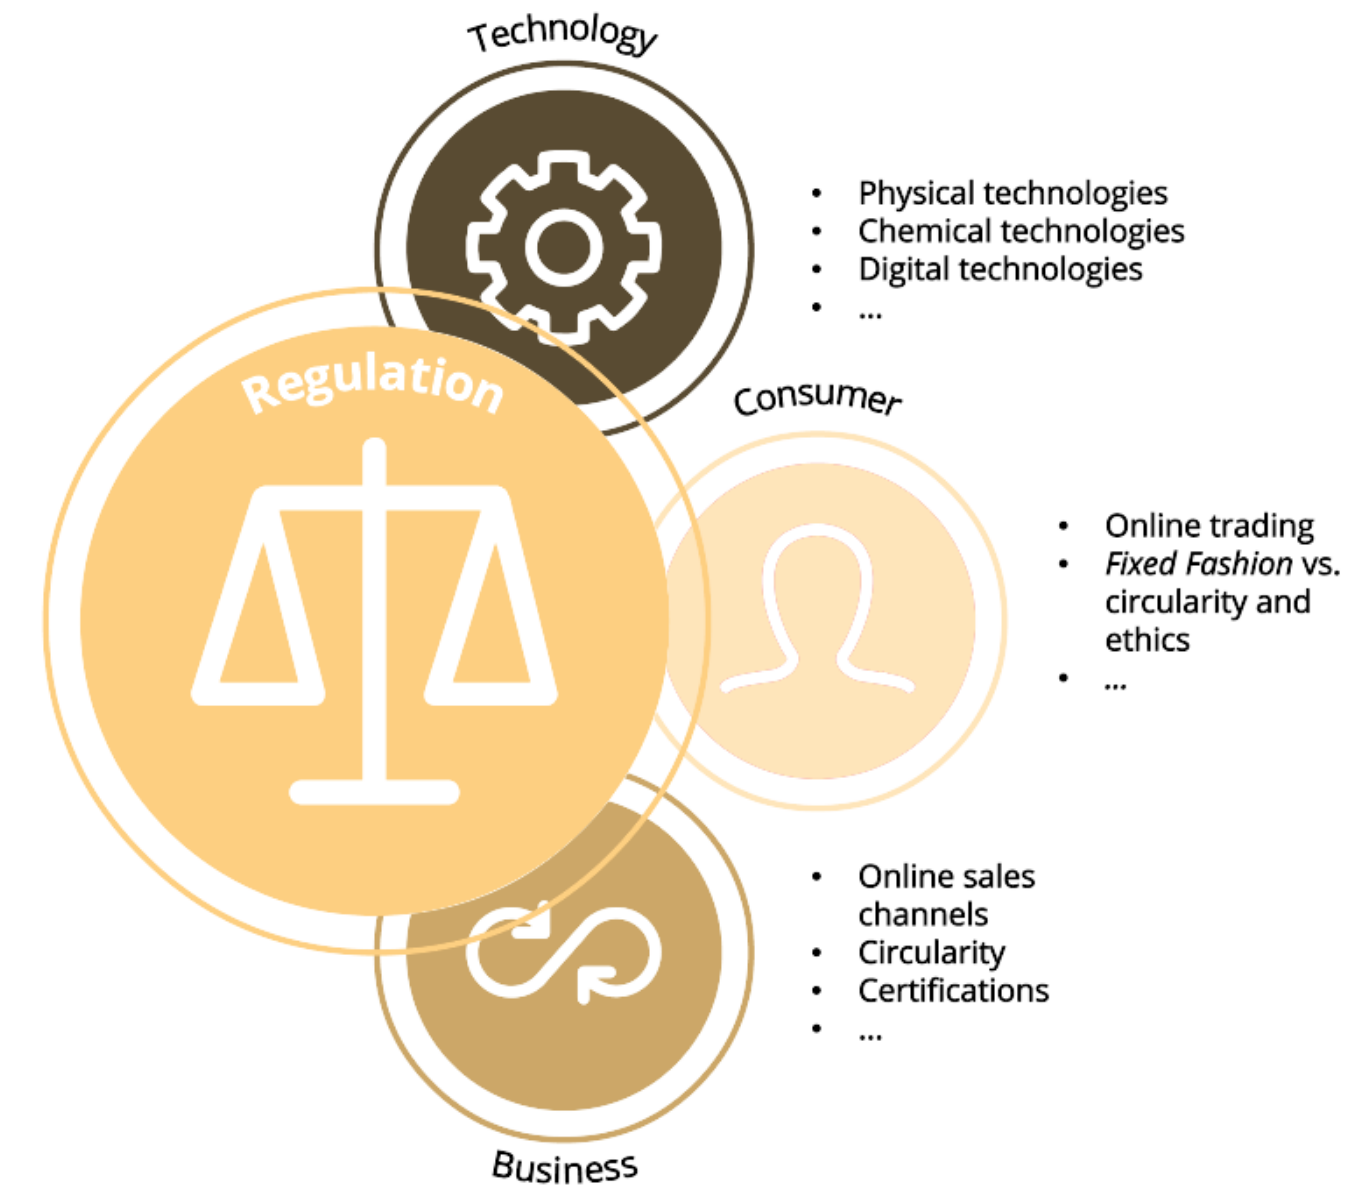 Technology
• Physical technologies
• Chemical technologies
• Digital technologies
• ...
Regulation
Consumer
• Online trading
• Fixed Fashion vs.
circularity and
ethics
• ...
• Online sales
channels
• Circularity
• Certifications
• ...
Business